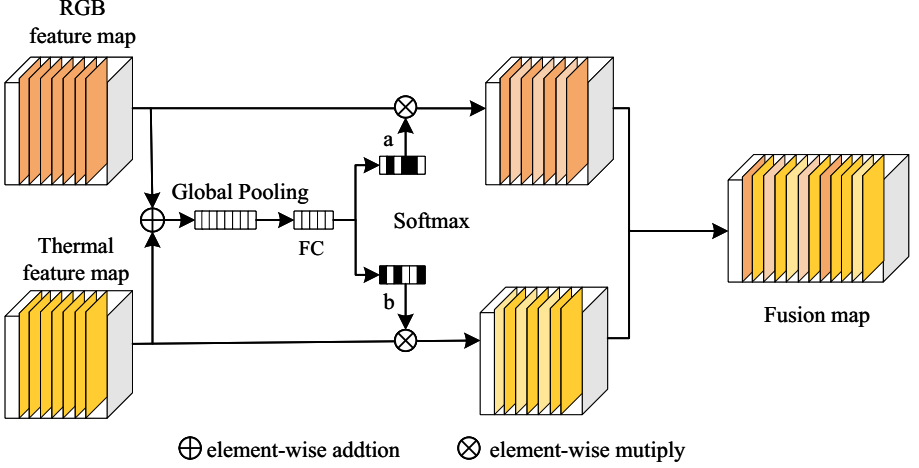 RGB
feature map
a
Global Pooling
Softmax
FC
Thermal
feature map
b
Fusion map
element-wise addtion
element-wise mutiply